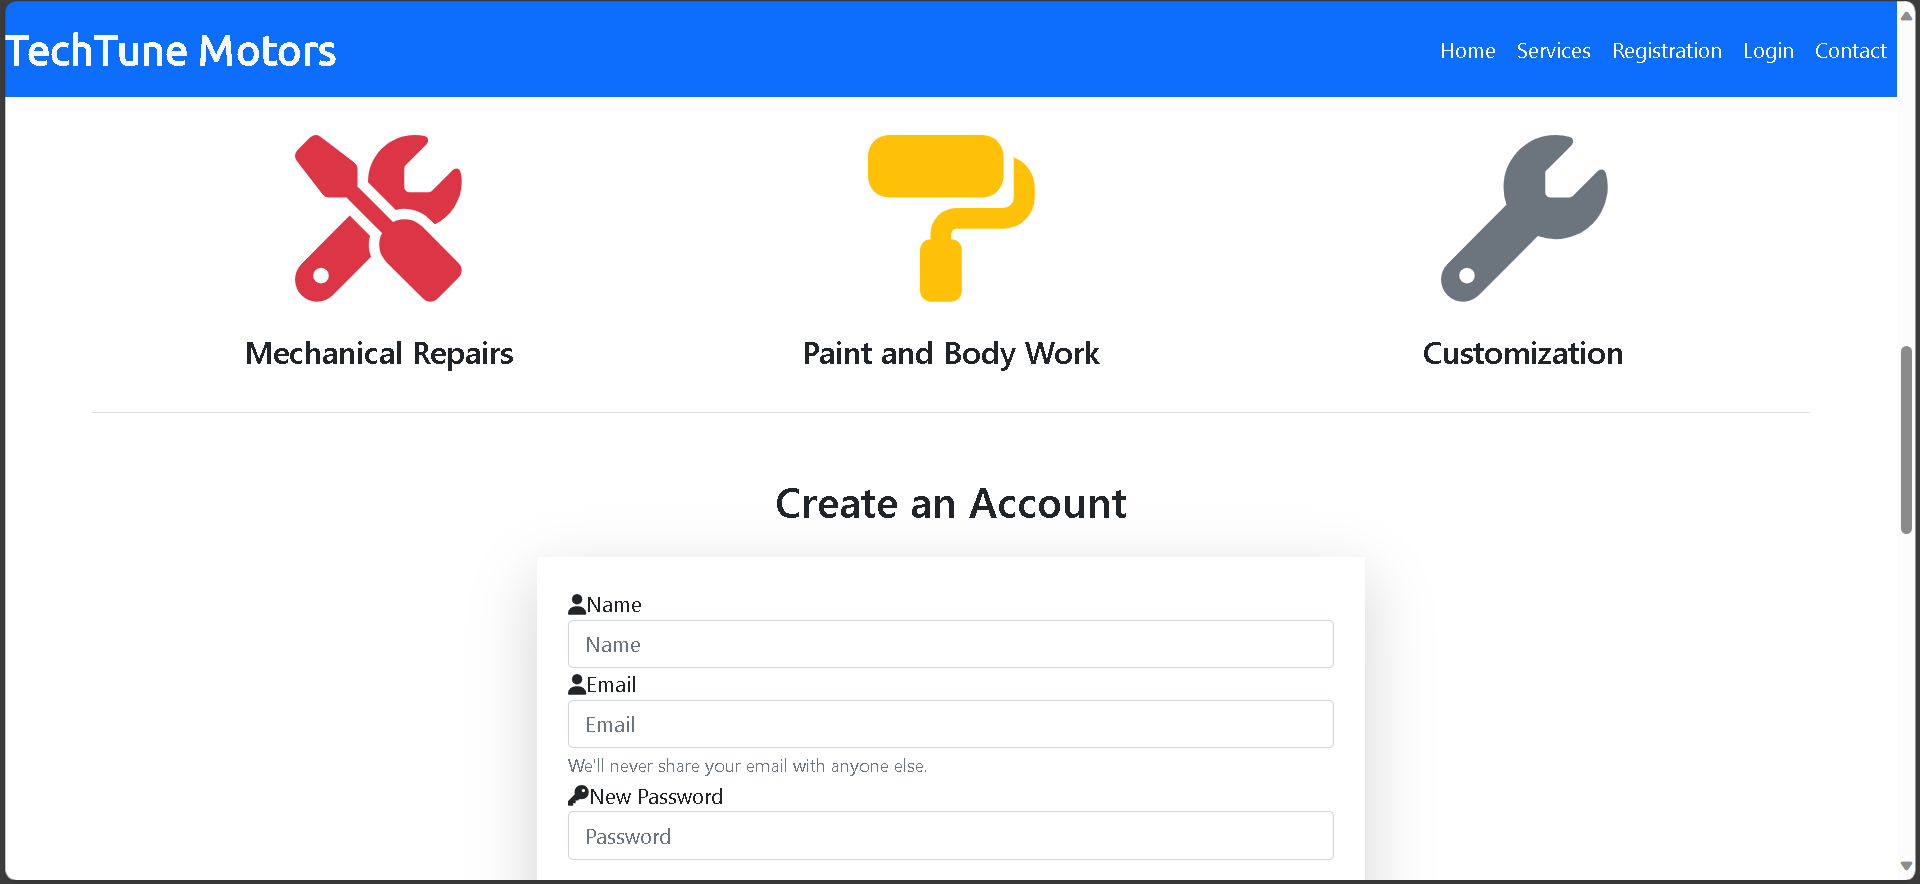 TechTune Motors
Home Services Registration Login Contact
Mechanical Repairs
Paint and Body Work
Customization
Create an Account
Name
Name
Email
Email
We'll never share your email with anyone else.
New Password
Password